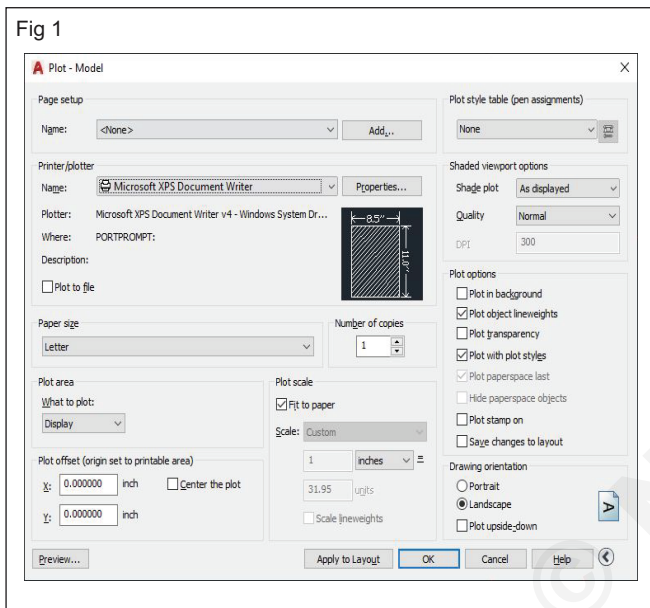 Fig 1
Plot - Model
Page setup
Name: <None> Add...
Plot style table (pen assignments)
None
Printer/plotter
Name: Microsoft XPS Document Writer Properties...
Plotter: Microsoft XPS Document Writer v4 - Windows System Dr...
Where: PORTPROMPT:
Description:
Plot to file
8.5"
11.0"
Shaded viewport options
Shade plot As displayed
Quality Normal
DPI 300
Paper size
Letter
Number of copies
1
Plot options
Plot in background
Plot object lineweights
Plot transparency
Plot with plot styles
Plot paperspace last
Hide paperspace objects
Plot stamp on
Save changes to layout
Plot area
What to plot:
Display
Plot scale
Fit to paper
Scale: Custom
1 inches =
31.95 units
Scale lineweights
Plot offset (origin set to printable area)
X: 0.000000 inch Center the plot
Y: 0.000000 inch
Drawing orientation
Portrait
Landscape
Plot upside-down
A
Preview... Apply to Layout OK Cancel Help